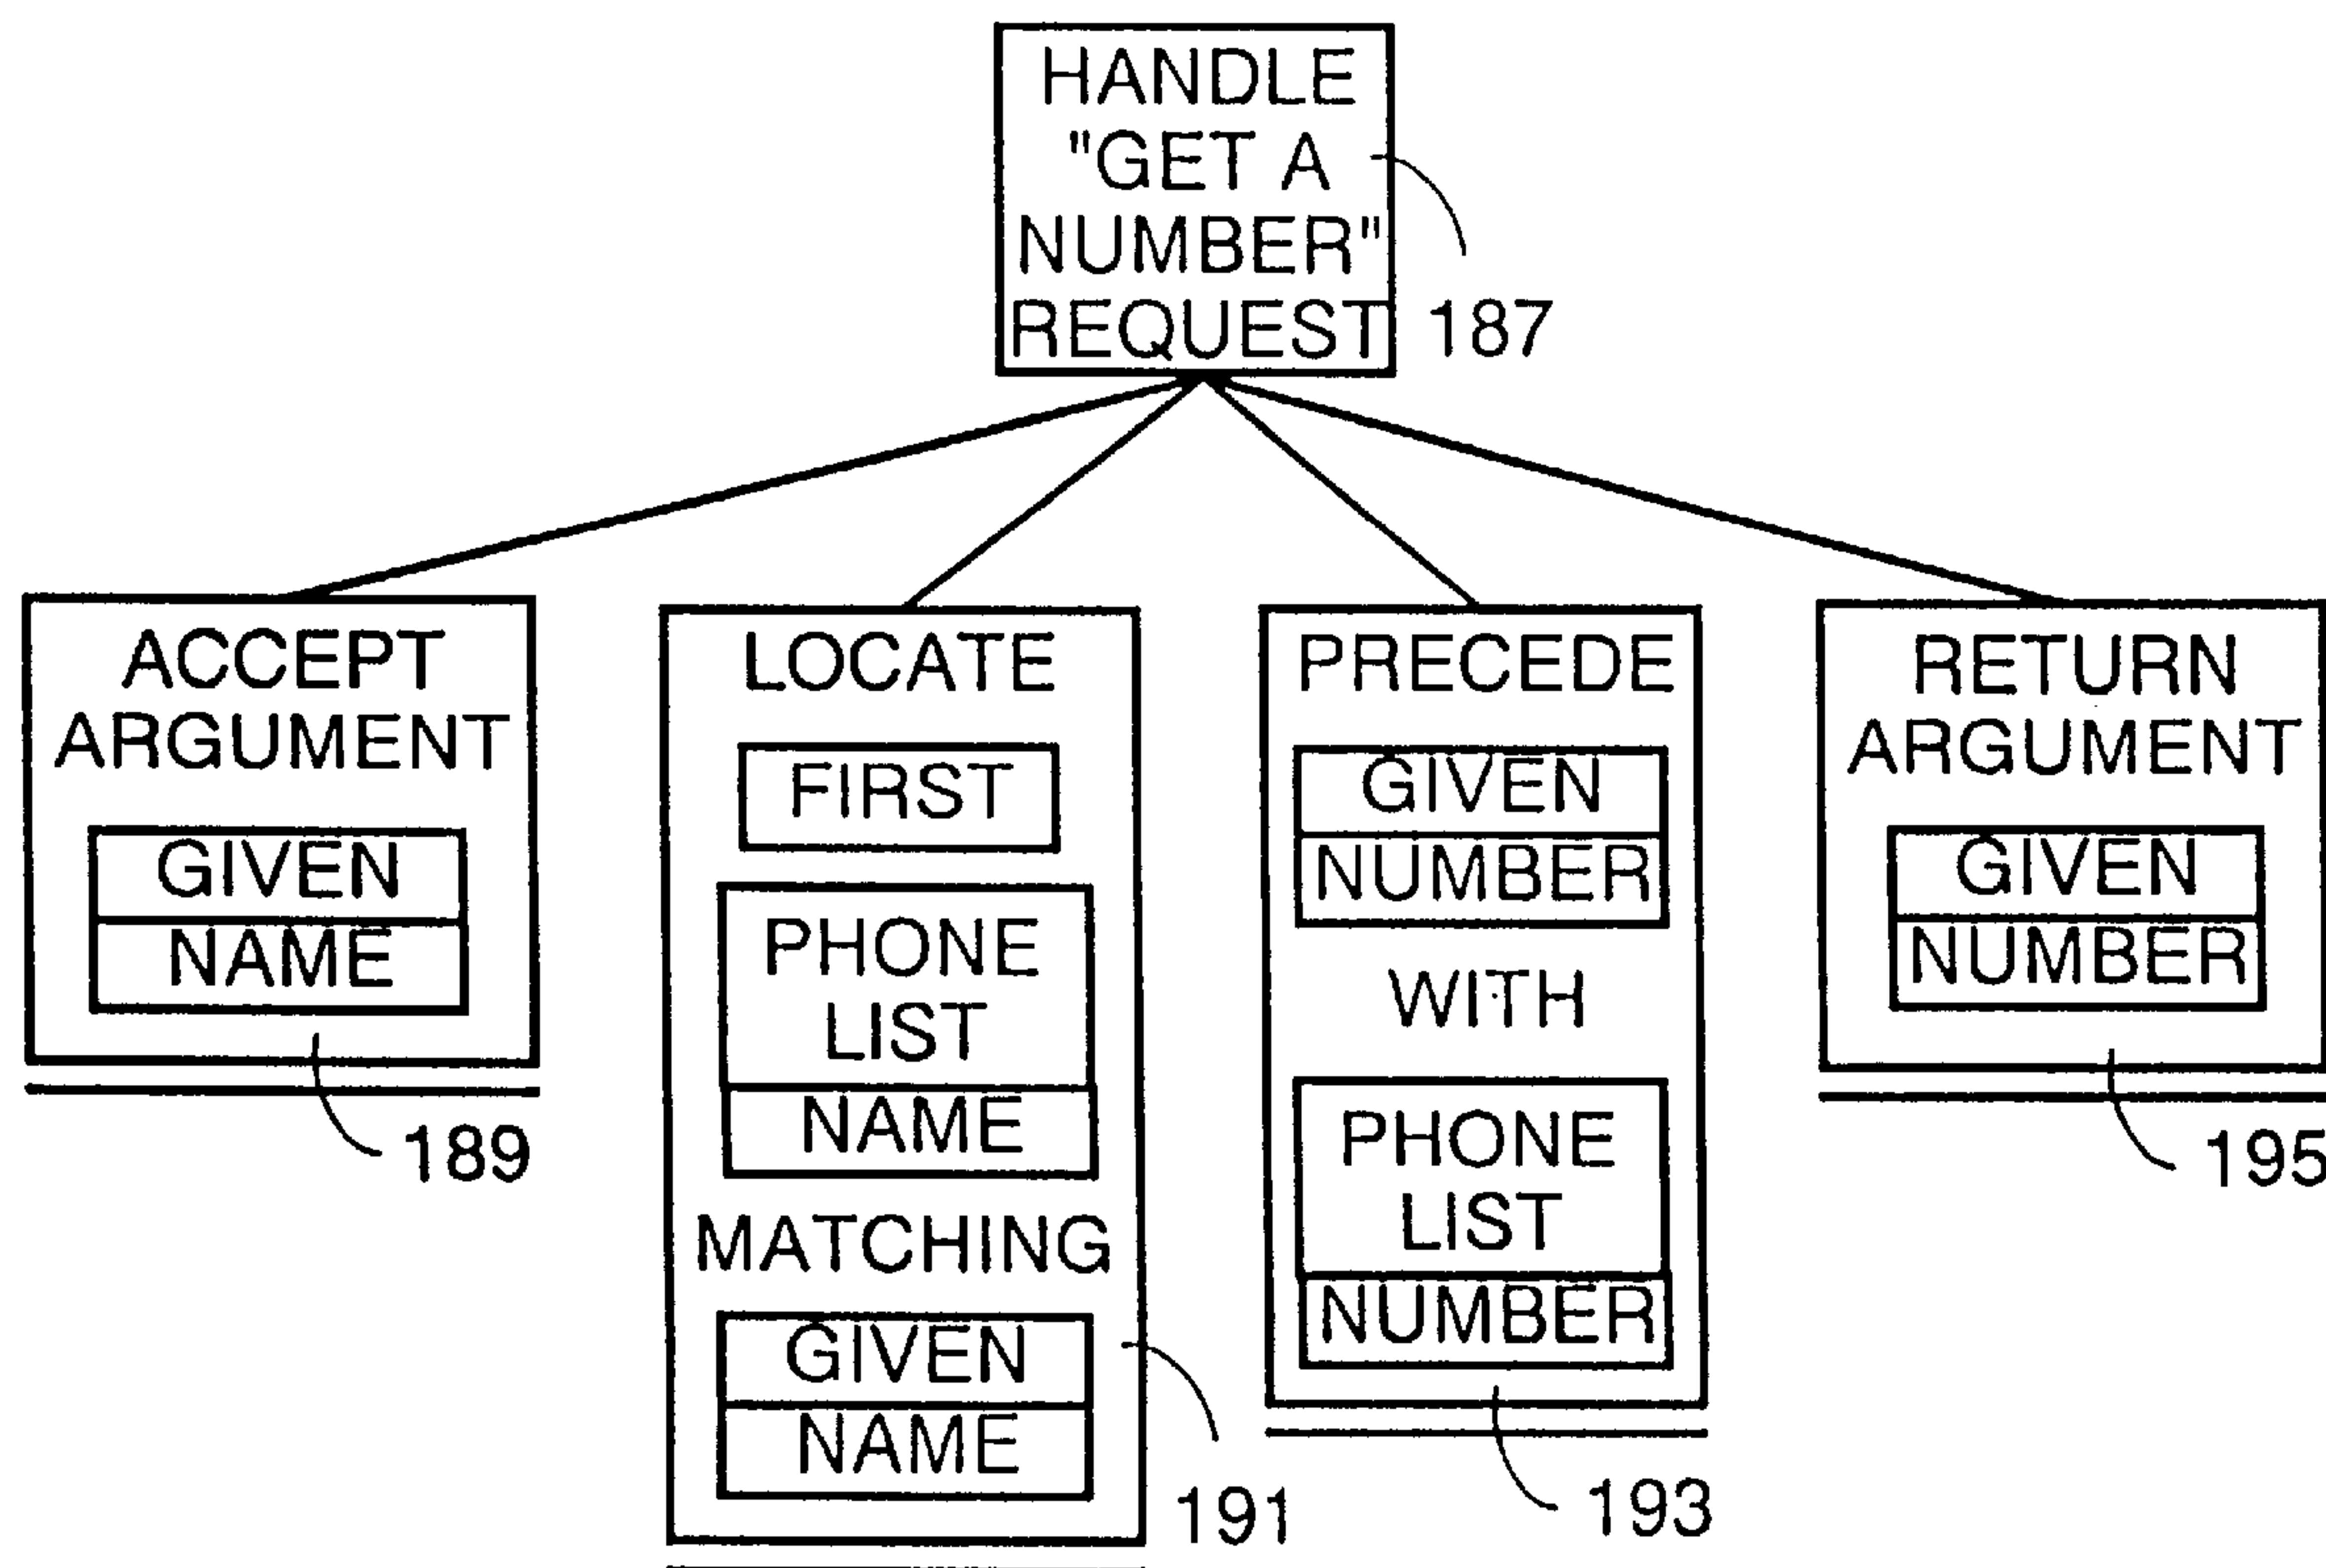 HANDLE
"GET A
NUMBER"
REQUEST
187
ACCEPT
ARGUMENT
GIVEN
NAME
189
LOCATE
FIRST
PHONE
LIST
NAME
MATCHING
GIVEN
NAME
191
PRECEDE
GIVEN
NUMBER
WITH
PHONE
LIST
NUMBER
193
RETURN
ARGUMENT
GIVEN
NUMBER
195